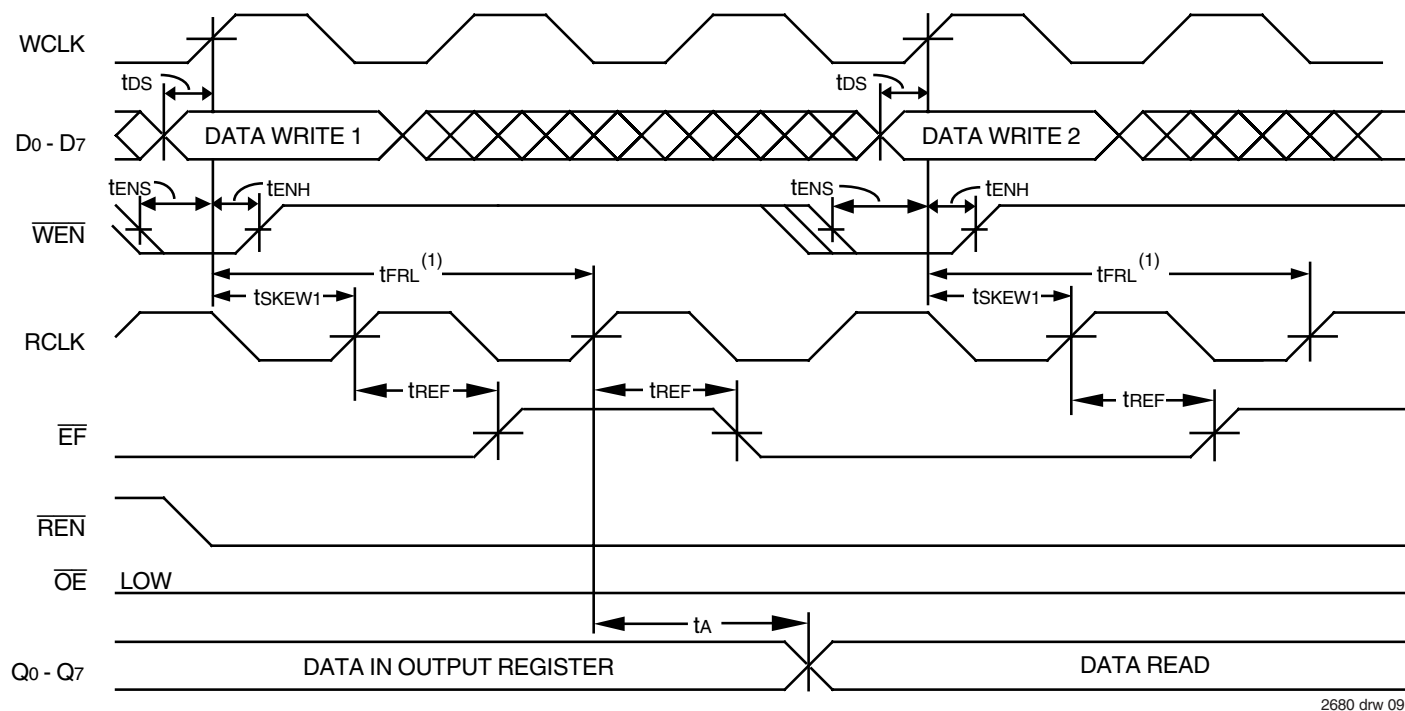 WCLK
tDS
tDS
D0 - D7
DATA WRITE 1
DATA WRITE 2
tENS
tENH
tENS
tENH
WEN
tFRL(1)
tFRL(1)
tSKEW1
tSKEW1
RCLK
tREF
tREF
tREF
EF
REN
OE
LOW
tA
Q0 - Q7
DATA IN OUTPUT REGISTER
DATA READ
2680 drw 09